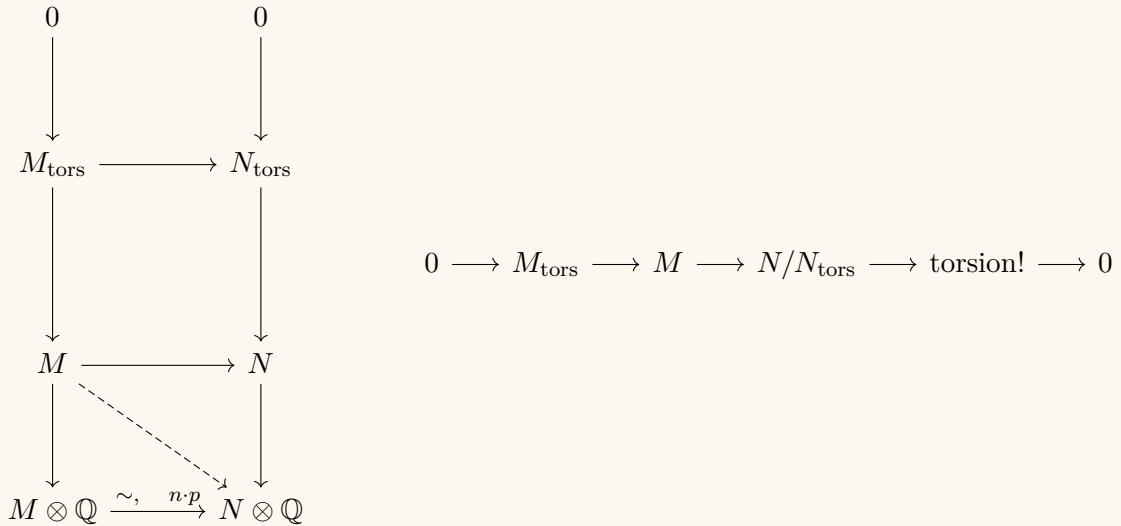 0 0
M_tors N_tors
0 M_tors M N/N_tors torsion! 0
M N
∼, n·p
M ⊗ ℚ N ⊗ ℚ